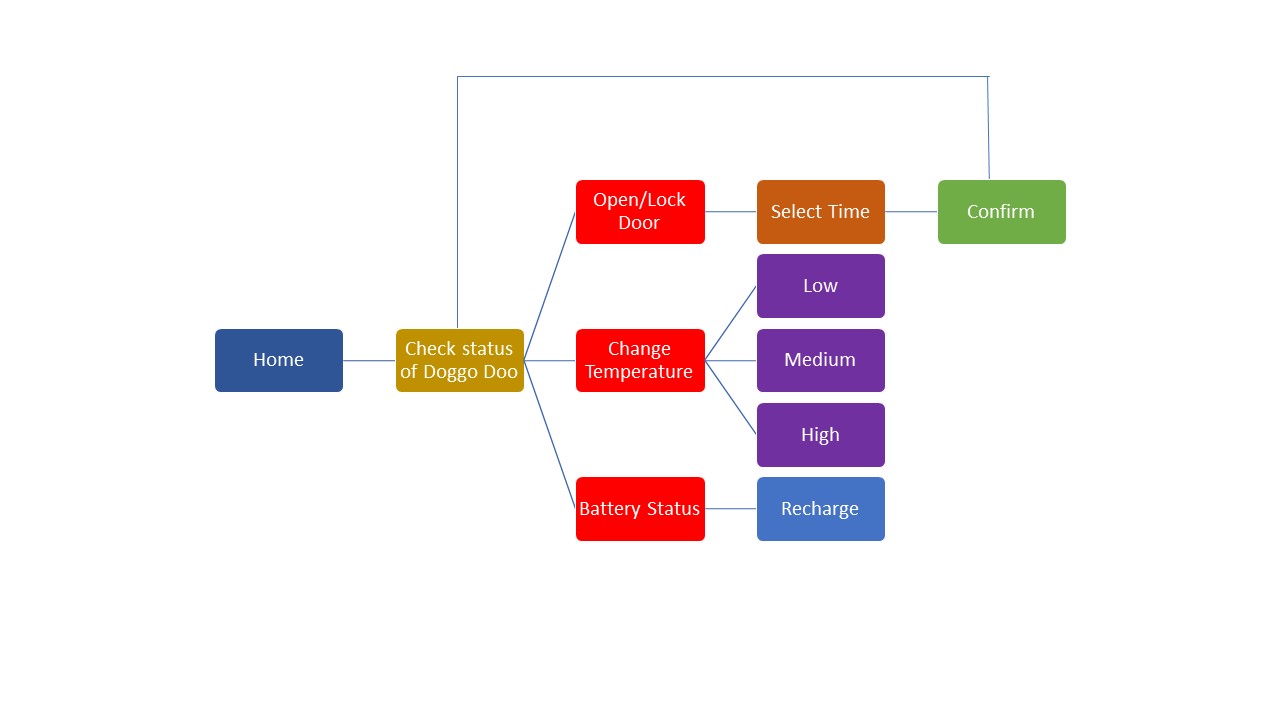 Open/Lock
Door
Select Time
Confirm
Low
Home
Check status
of Doggo Doo
Change
Temperature
Medium
High
Battery Status
Recharge